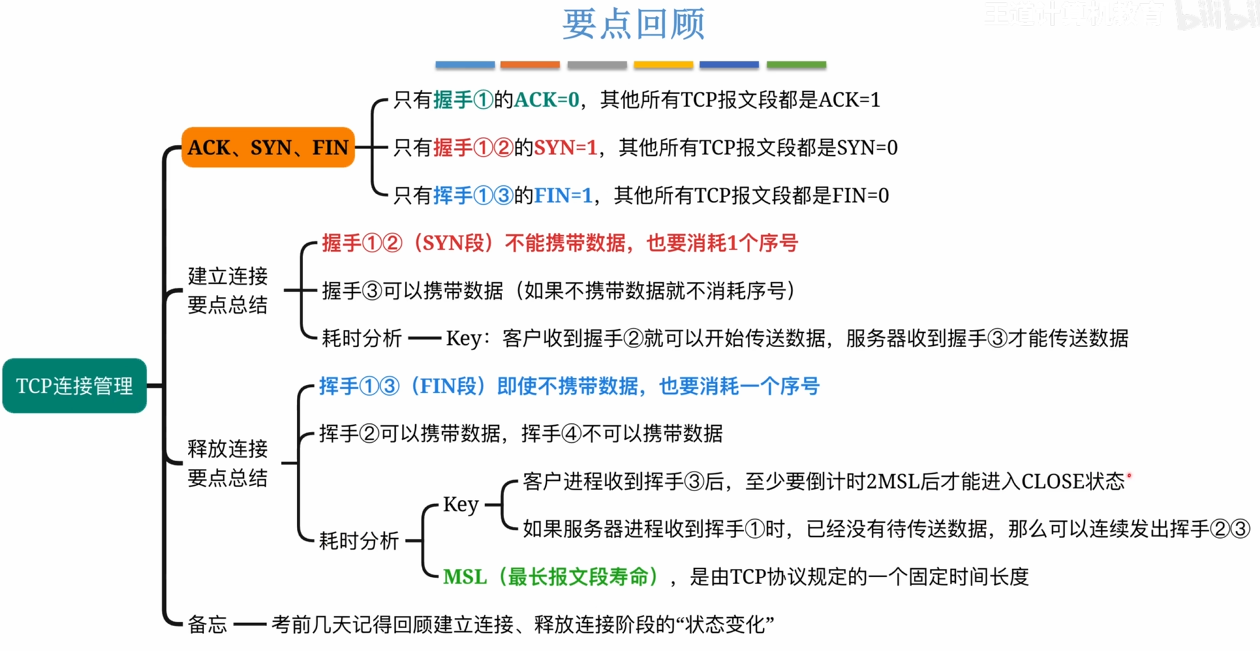 要点回顾
王道计算机教育 bilibili
只有握手①的ACK=0，其他所有TCP报文段都是ACK=1
ACK、SYN、FIN
只有握手①②的SYN=1，其他所有TCP报文段都是SYN=0
只有挥手①③的FIN=1，其他所有TCP报文段都是FIN=0
建立连接
要点总结
握手①②（SYN段）不能携带数据，也要消耗1个序号
握手③可以携带数据（如果不携带数据就不消耗序号）
耗时分析
Key：客户收到握手②就可以开始传送数据，服务器收到握手③才能传送数据
TCP连接管理
释放连接
要点总结
挥手①③（FIN段）即使不携带数据，也要消耗一个序号
挥手②可以携带数据，挥手④不可以携带数据
耗时分析
Key
客户进程收到挥手③后，至少要倒计时2MSL后才能进入CLOSE状态*
如果服务器进程收到挥手①时，已经没有待传送数据，那么可以连续发出挥手②③
MSL（最长报文段寿命），是由TCP协议规定的一个固定时间长度
备忘
考前几天记得回顾建立连接、释放连接阶段的“状态变化”